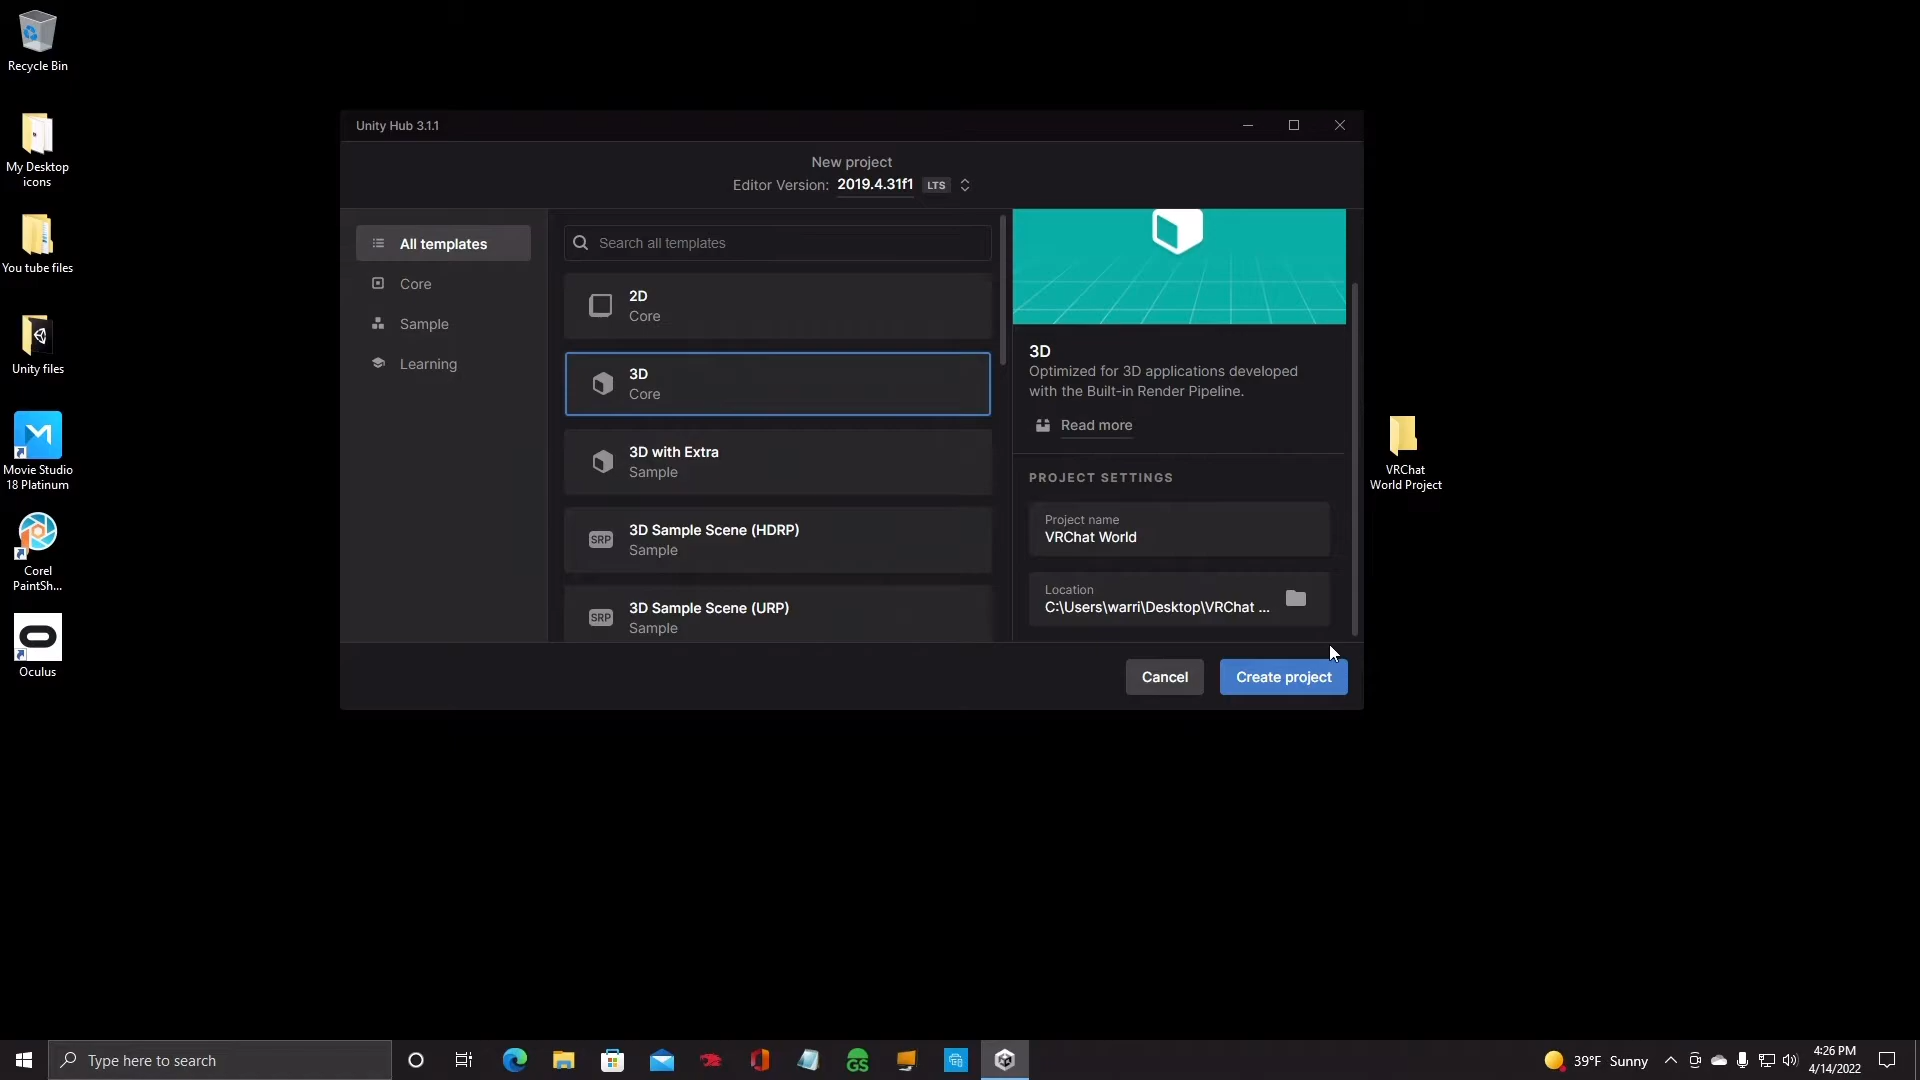 Recycle Bin
My Desktop
icons
You tube files
Unity files
Movie Studio
18 Platinum
Corel
PaintSh...
Oculus
Unity Hub 3.1.1
New project
Editor Version: 2019.4.31f1 LTS
All templates
Core
Sample
Learning
Search all templates
2D
Core
3D
Core
3D with Extra
Sample
SRP
3D Sample Scene (HDRP)
Sample
SRP
3D Sample Scene (URP)
Sample
3D
Optimized for 3D applications developed
with the Built-in Render Pipeline.
Read more
PROJECT SETTINGS
Project name
VRChat World
Location
C:\Users\warri\Desktop\VRChat ...
Cancel
Create project
VRChat
World Project
Type here to search
GS
39°F Sunny
4:26 PM
4/14/2022